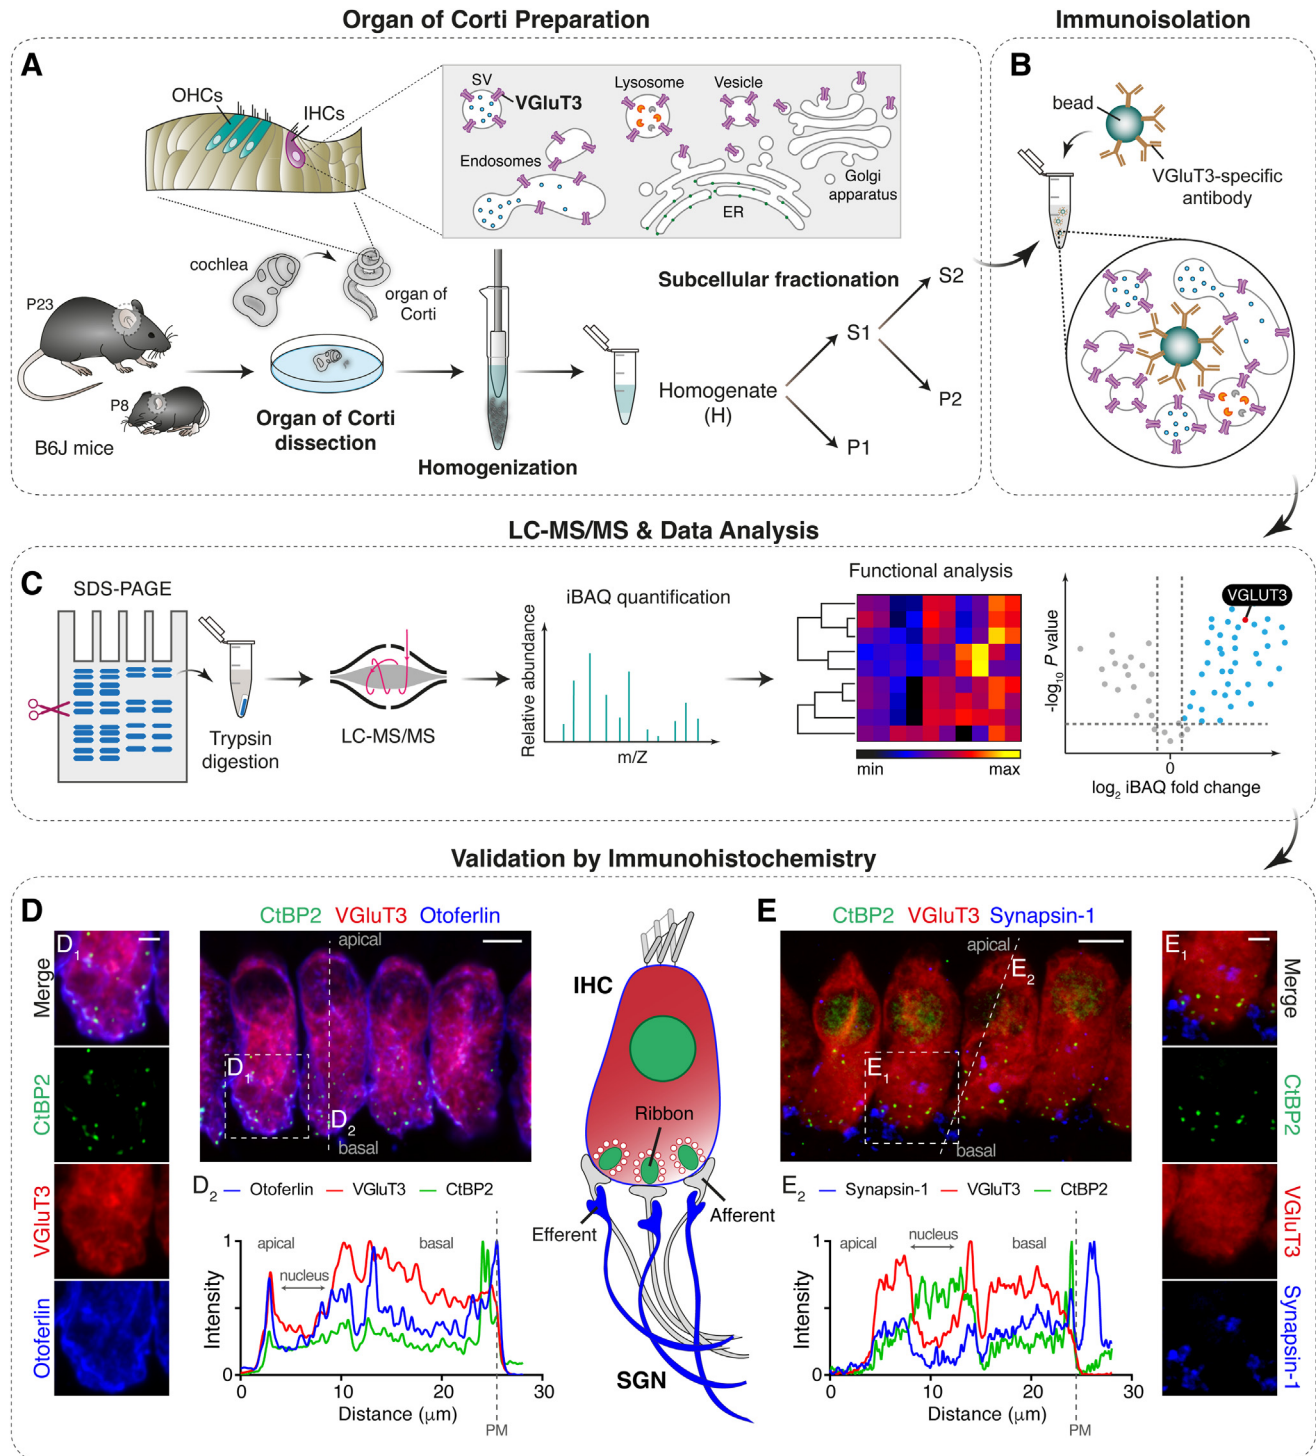 Organ of Corti Preparation
Immunoisolation
A
OHCs
IHCs
SV
VGluT3
Lysosome
Vesicle
Endosomes
ER
Golgi
apparatus
cochlea
organ of
Corti
P23
P8
B6J mice
Organ of Corti
dissection
Homogenization
Subcellular fractionation
Homogenate
(H)
S1
S2
P2
P1
B
bead
VGluT3-specific
antibody
LC-MS/MS & Data Analysis
C
SDS-PAGE
Trypsin
digestion
LC-MS/MS
iBAQ quantification
Relative abundance
m/Z
Functional analysis
min
max
VGLUT3
-log10 P value
0
log2 iBAQ fold change
Validation by Immunohistochemistry
D
CtBP2 VGluT3 Otoferlin
D1
Merge
CtBP2
VGluT3
Otoferlin
apical
D1
D2
basal
D2
Otoferlin VGluT3 CtBP2
apical
nucleus
basal
Intensity
1
0
0 10 20 30
Distance (μm)
PM
IHC
Ribbon
Efferent
Afferent
SGN
E
CtBP2 VGluT3 Synapsin-1
apical
E2
E1
basal
E1
Merge
CtBP2
VGluT3
Synapsin-1
E2
Synapsin-1 VGluT3 CtBP2
apical
nucleus
basal
Intensity
1
0
0 10 20 30
Distance (μm)
PM